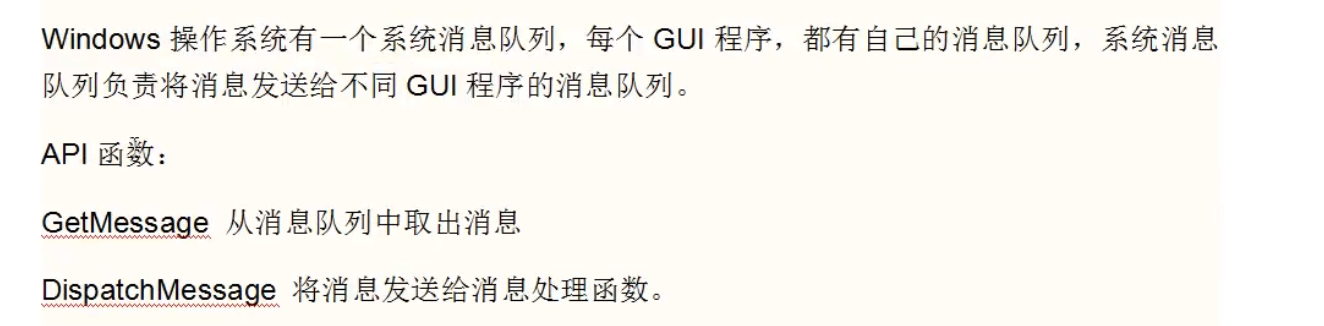 Windows 操作系统有一个系统消息队列，每个 GUI 程序，都有自己的消息队列，系统消息
队列负责将消息发送给不同 GUI 程序的消息队列。
API 函数：
GetMessage 从消息队列中取出消息
DispatchMessage 将消息发送给消息处理函数。